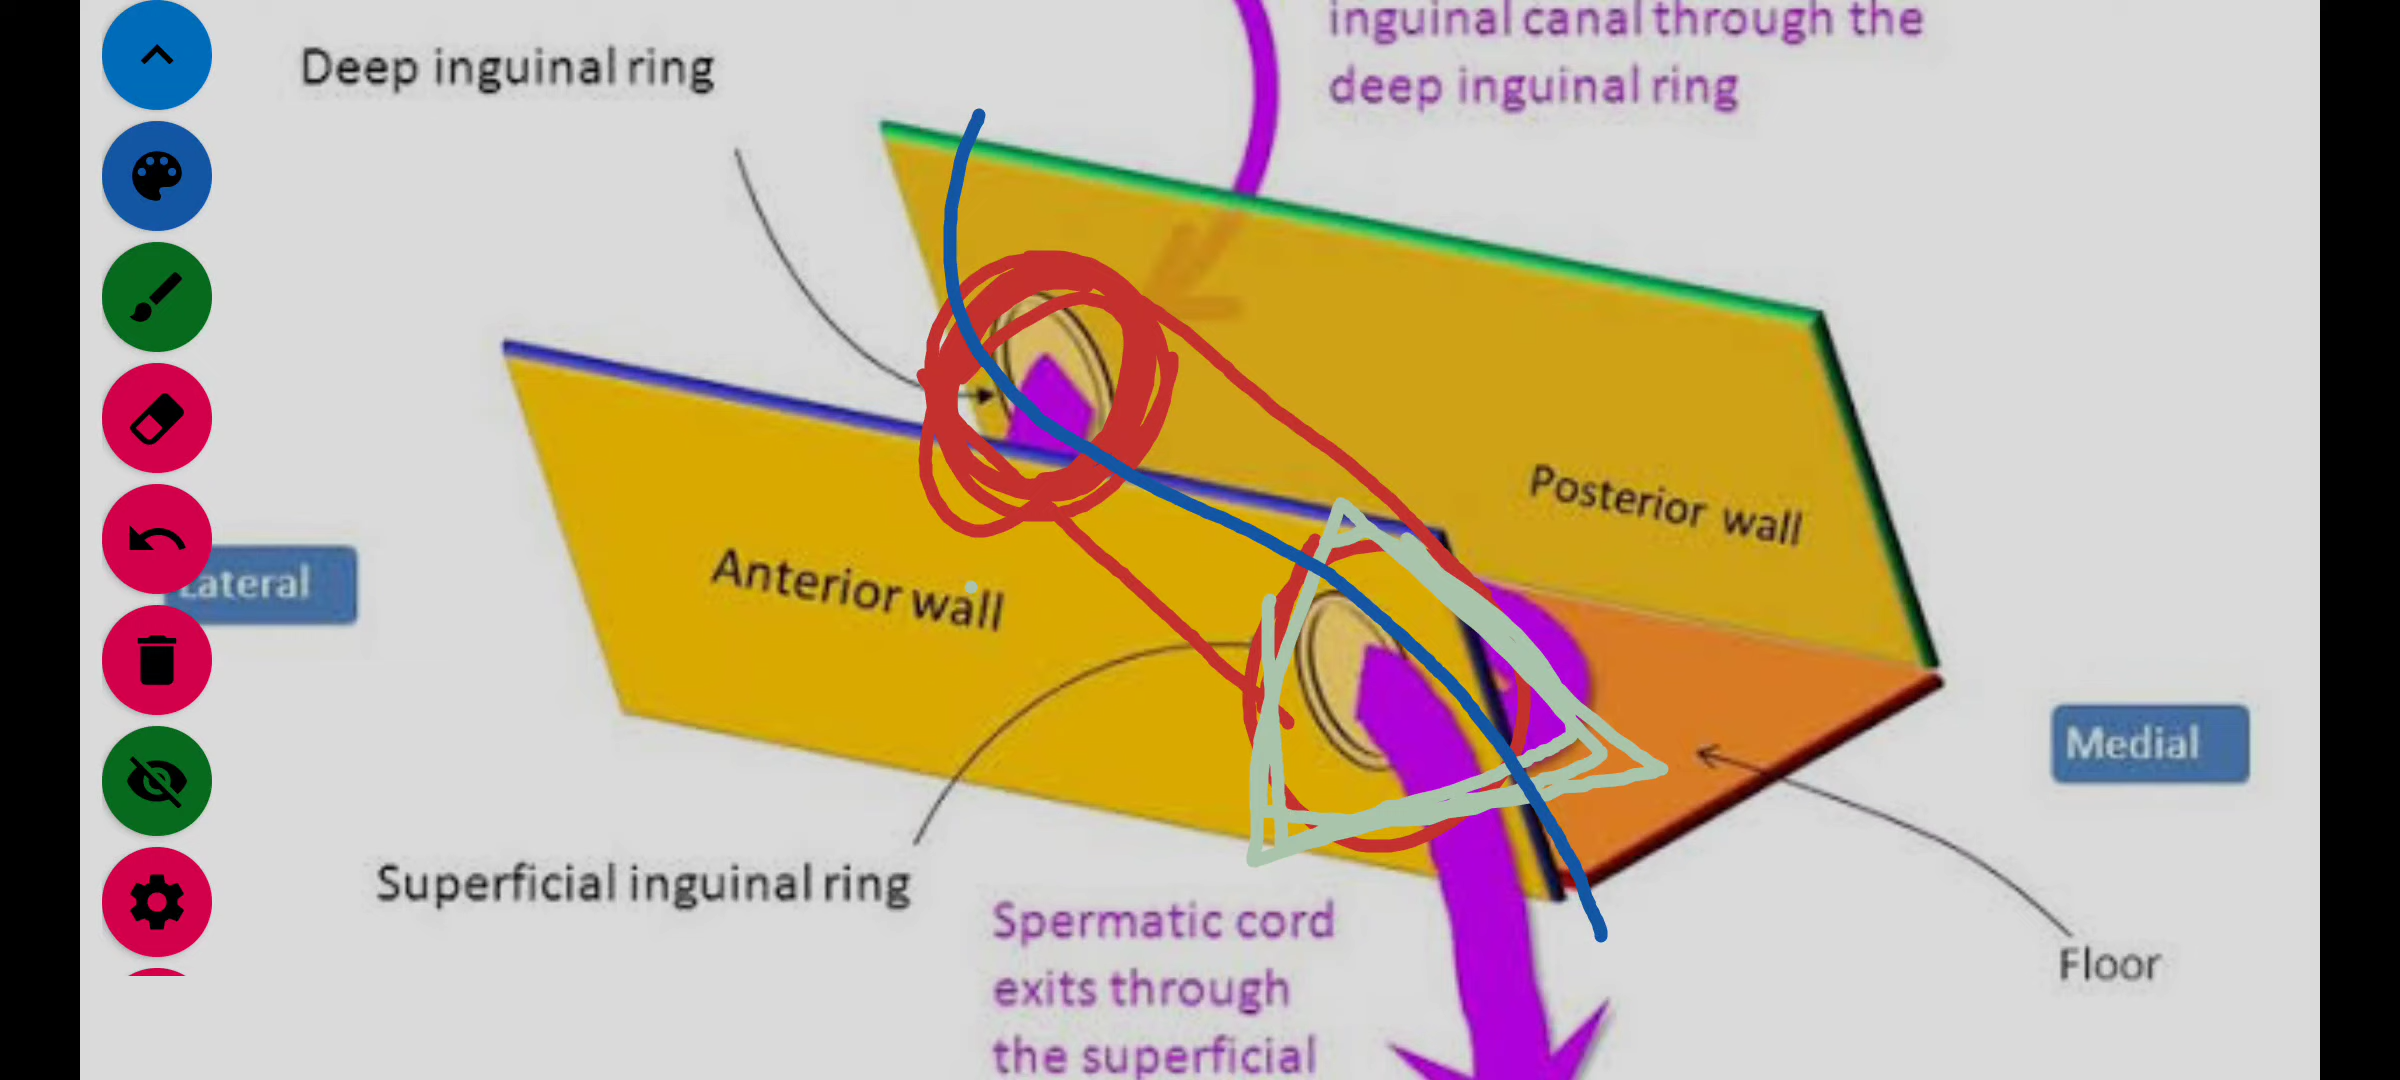 inguinal canal through the
deep inguinal ring
Deep inguinal ring
Posterior wall
Anterior wall
Lateral
Medial
Superficial inguinal ring
Spermatic cord
exits through
the superficial
Floor